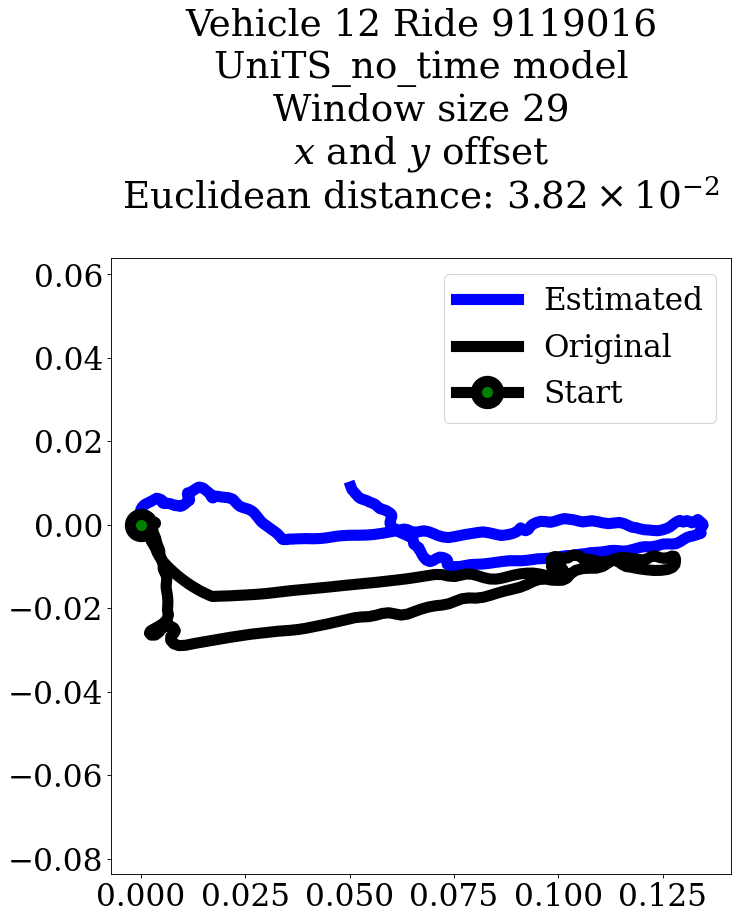 Vehicle 12 Ride 9119016
UniTS_no_time model
Window size 29
x and y offset
Euclidean distance: 3.82 × 10⁻²
Estimated
Original
Start
0.06
0.04
0.02
0.00
−0.02
−0.04
−0.06
−0.08
0.000 0.025 0.050 0.075 0.100 0.125